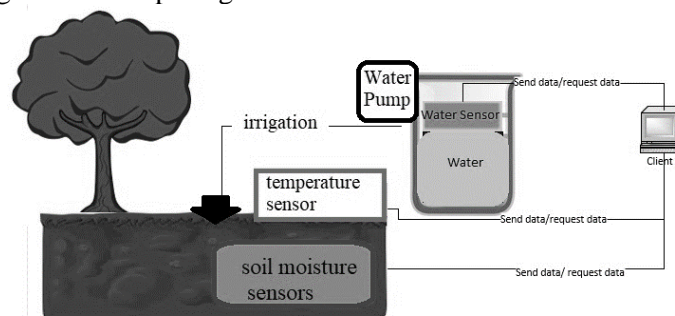 Water
Pump
Send data/request data
Water Sensor
irrigation
Water
Client
temperature
sensor
Send data/request data
soil moisture
sensors
Send data/ request data